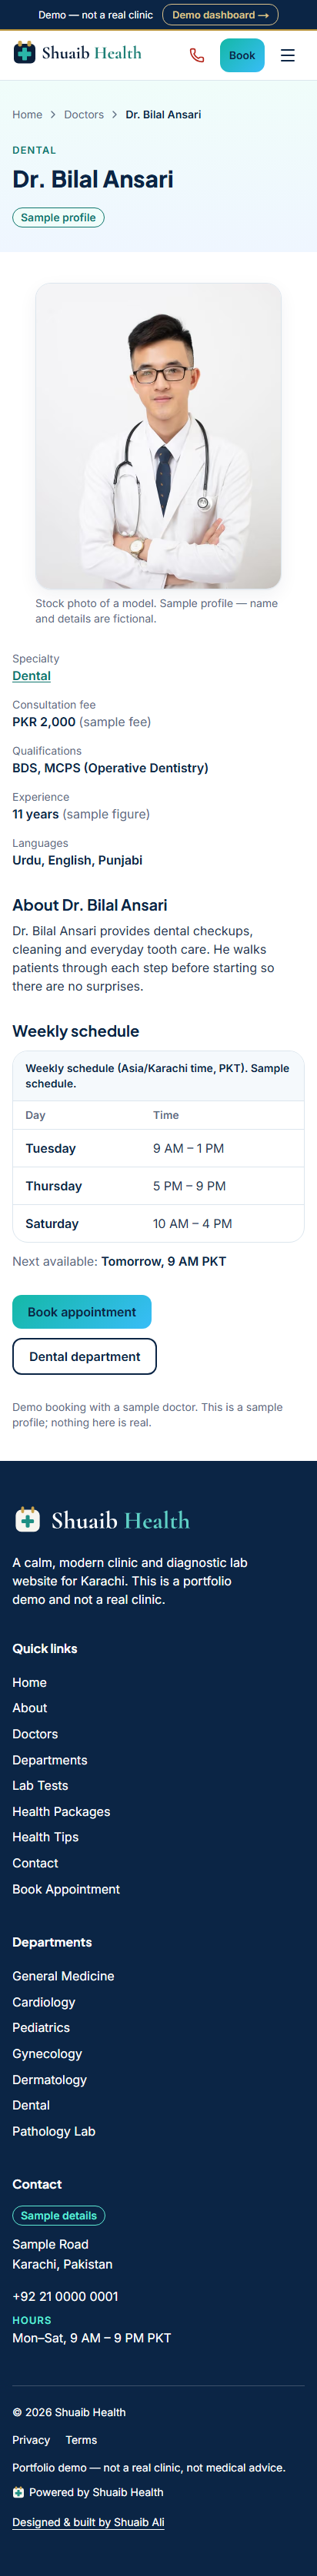 Demo — not a real clinic Demo dashboard →
Shuaib Health
Book
Home > Doctors > Dr. Bilal Ansari
DENTAL
Dr. Bilal Ansari
Sample profile
Stock photo of a model. Sample profile — name
and details are fictional.
Specialty
Dental
Consultation fee
PKR 2,000 (sample fee)
Qualifications
BDS, MCPS (Operative Dentistry)
Experience
11 years (sample figure)
Languages
Urdu, English, Punjabi
About Dr. Bilal Ansari
Dr. Bilal Ansari provides dental checkups,
cleaning and everyday tooth care. He walks
patients through each step before starting so
there are no surprises.
Weekly schedule
Weekly schedule (Asia/Karachi time, PKT). Sample
schedule.
Day Time
Tuesday 9 AM – 1 PM
Thursday 5 PM – 9 PM
Saturday 10 AM – 4 PM
Next available: Tomorrow, 9 AM PKT
Book appointment
Dental department
Demo booking with a sample doctor. This is a sample
profile; nothing here is real.
Shuaib Health
A calm, modern clinic and diagnostic lab
website for Karachi. This is a portfolio
demo and not a real clinic.
Quick links
Home
About
Doctors
Departments
Lab Tests
Health Packages
Health Tips
Contact
Book Appointment
Departments
General Medicine
Cardiology
Pediatrics
Gynecology
Dermatology
Dental
Pathology Lab
Contact
Sample details
Sample Road
Karachi, Pakistan
+92 21 0000 0001
HOURS
Mon–Sat, 9 AM – 9 PM PKT
© 2026 Shuaib Health
Privacy Terms
Portfolio demo — not a real clinic, not medical advice.
Powered by Shuaib Health
Designed & built by Shuaib Ali